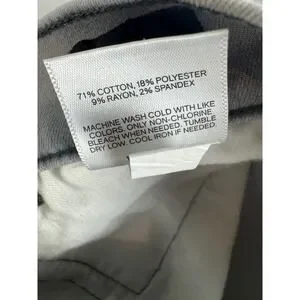 71% COTTON, 18% POLYESTER
9% RAYON, 2% SPANDEX
MACHINE WASH COLD WITH LIKE
COLORS. ONLY NON-CHLORINE
BLEACH WHEN NEEDED. TUMBLE
DRY LOW. COOL IRON IF NEEDED.